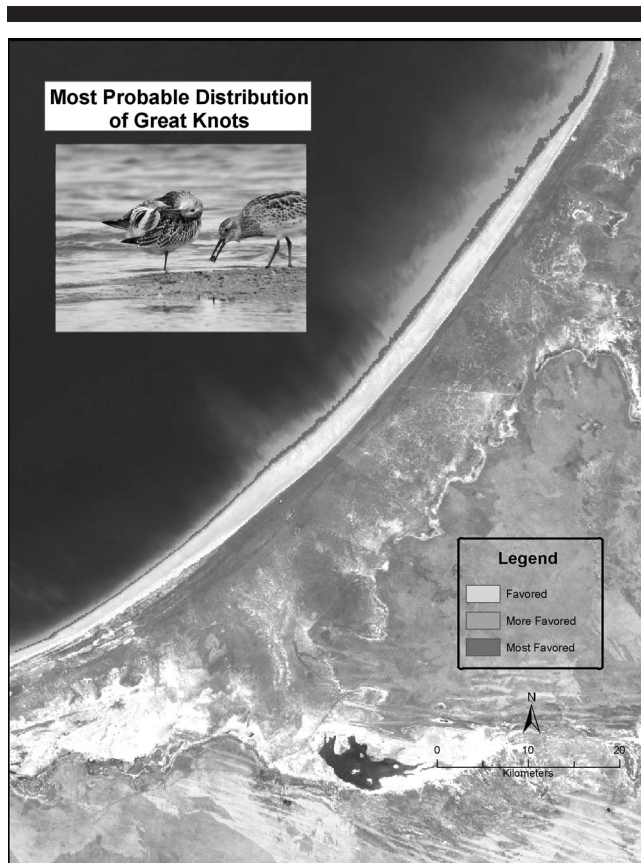 Most Probable Distribution
of Great Knots
Legend
Favored
More Favored
Most Favored
N
0 10 20
Kilometers